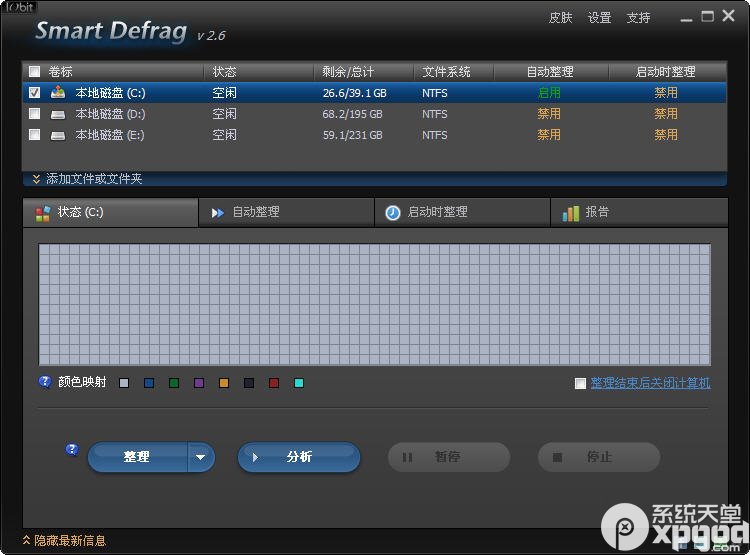 IObit
Smart Defrag v 2.6
皮肤 设置 支持
卷标 状态 剩余/总计 文件系统 自动整理 启动时整理
本地磁盘 (C:) 空闲 26.6/39.1 GB NTFS 启用 禁用
本地磁盘 (D:) 空闲 68.2/195 GB NTFS 禁用 禁用
本地磁盘 (E:) 空闲 59.1/231 GB NTFS 禁用 禁用
添加文件或文件夹
状态 (C:) 自动整理 启动时整理 报告
颜色映射 整理结束后关闭计算机
整理 分析 暂停 停止
隐藏最新信息
系统天堂
xpgod
.com